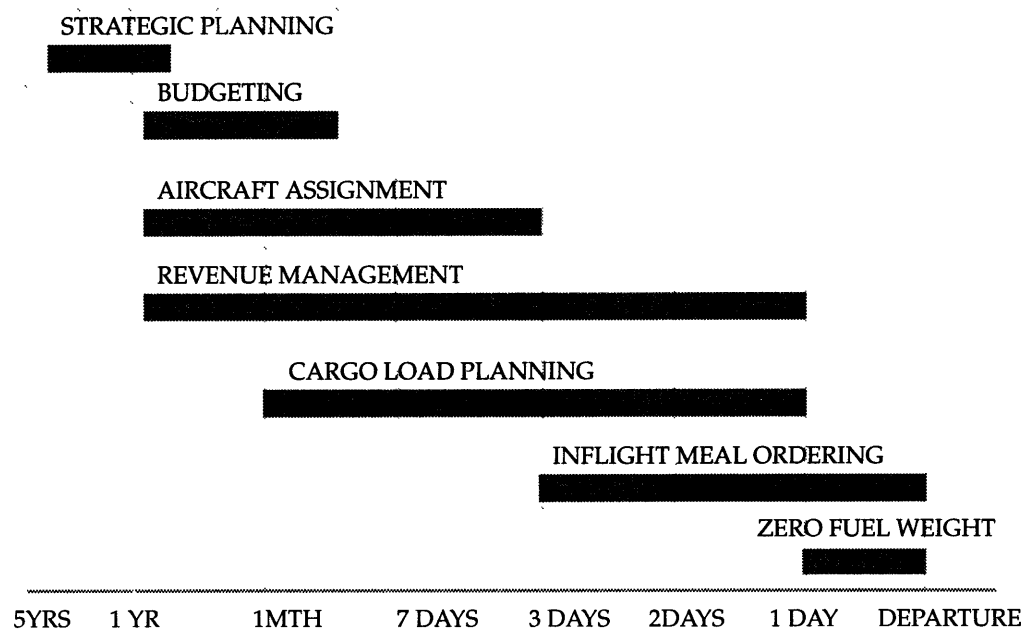 STRATEGIC PLANNING
BUDGETING
AIRCRAFT ASSIGNMENT
REVENUE MANAGEMENT
CARGO LOAD PLANNING
INFLIGHT MEAL ORDERING
ZERO FUEL WEIGHT
5YRS 1 YR 1MTH 7 DAYS 3 DAYS 2DAYS 1 DAY DEPARTURE